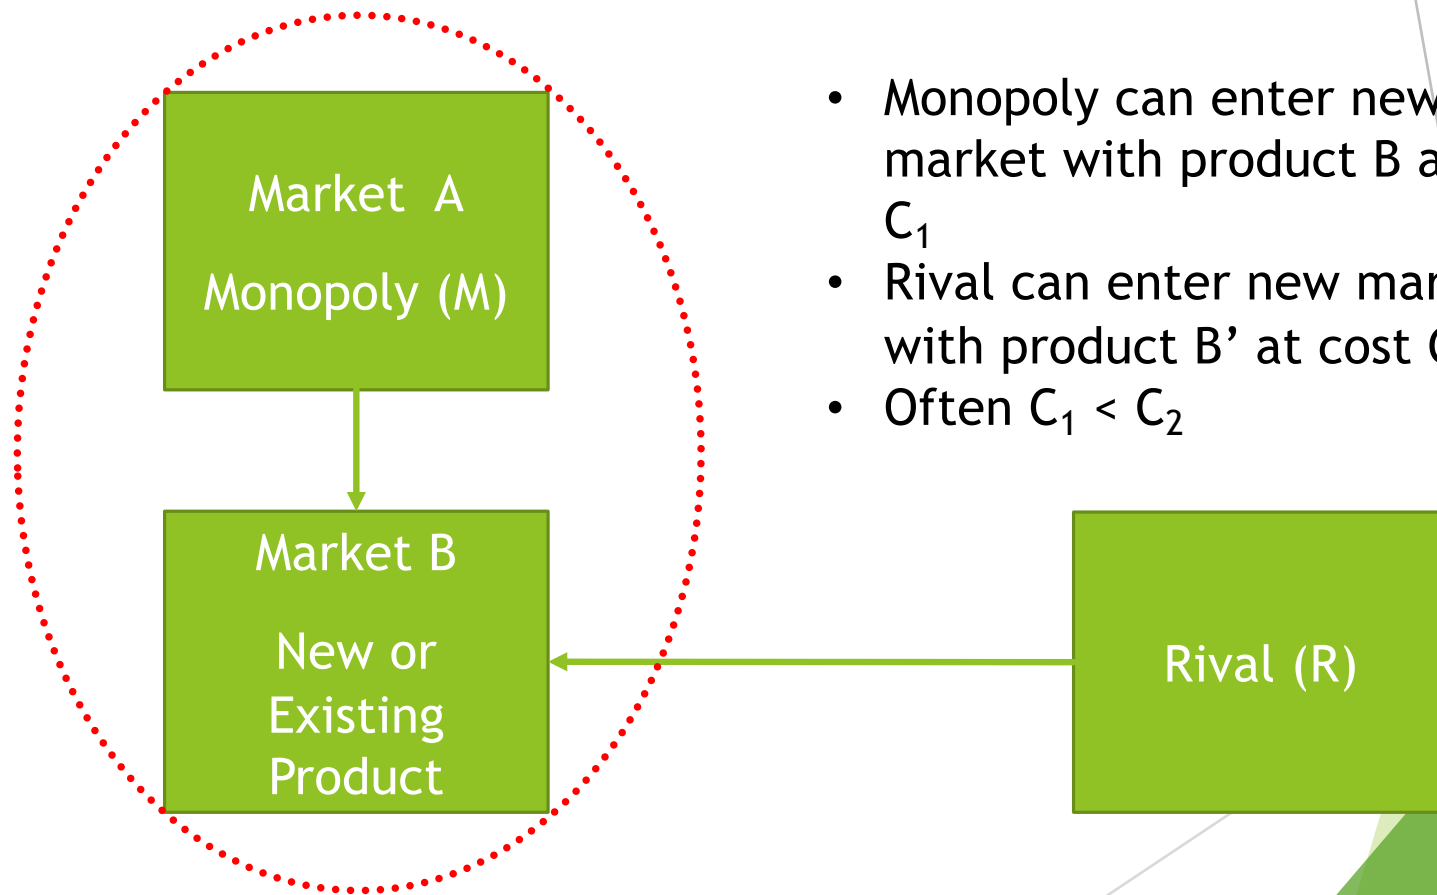 Market A
Monopoly (M)
Market B
New or
Existing
Product
• Monopoly can enter new
market with product B
C₁
• Rival can enter new
with product B’ at cost
• Often C₁ < C₂
Rival (R)